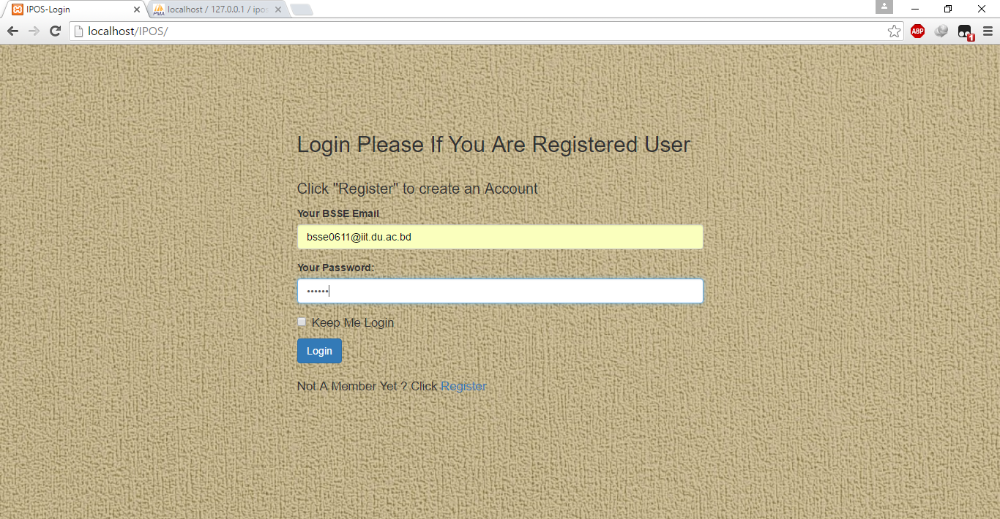 IPOS-Login
localhost / 127.0.0.1 / ipos
localhost/IPOS/
ABP
1
Login Please If You Are Registered User
Click "Register" to create an Account
Your BSSE Email
bsse0611@iit.du.ac.bd
Your Password:
••••••
Keep Me Login
Login
Not A Member Yet ? Click Register